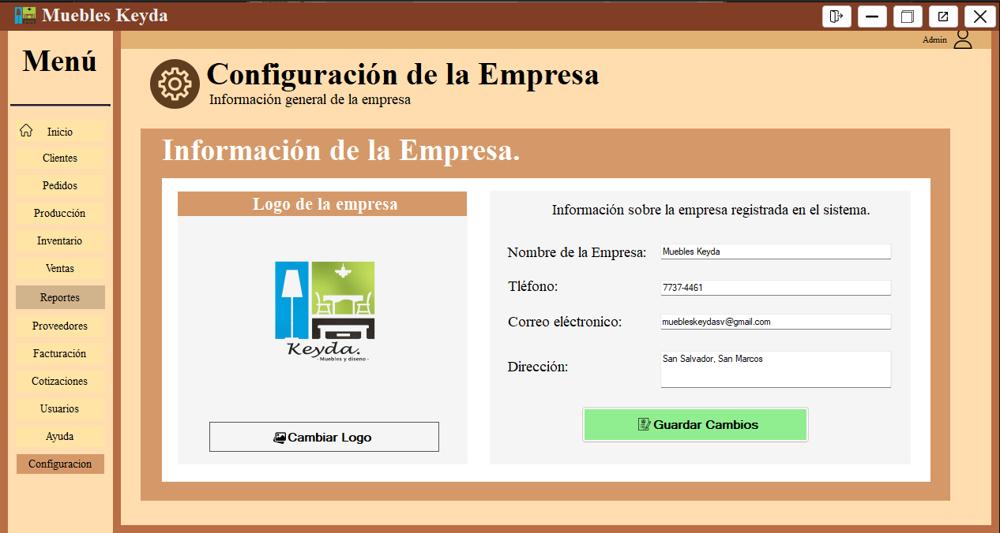 Muebles Keyda
Admin
Menú
Inicio
Clientes
Pedidos
Producción
Inventario
Ventas
Reportes
Proveedores
Facturación
Cotizaciones
Usuarios
Ayuda
Configuracion
Configuración de la Empresa
Información general de la empresa
Información de la Empresa.
Logo de la empresa
Keyda.
- Muebles y diseno -
Cambiar Logo
Información sobre la empresa registrada en el sistema.
Nombre de la Empresa: Muebles Keyda
Tléfono: 7737-4461
Correo eléctronico: muebleskeydasv@gmail.com
Dirección: San Salvador, San Marcos
Guardar Cambios